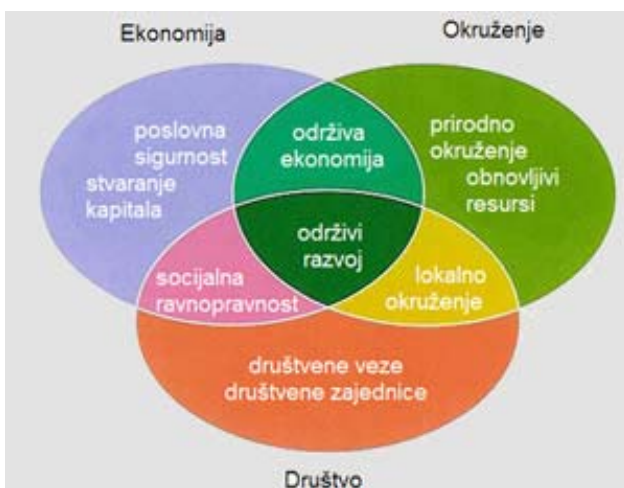 Ekonomija
Okruženje
poslovna
sigurnost
stvaranje
kapitala
održiva
ekonomija
prirodno
okruženje
obnovljivi
resursi
održivi
razvoj
socijalna
ravnopravnost
lokalno
okruženje
društvene veze
društvene zajednice
Društvo